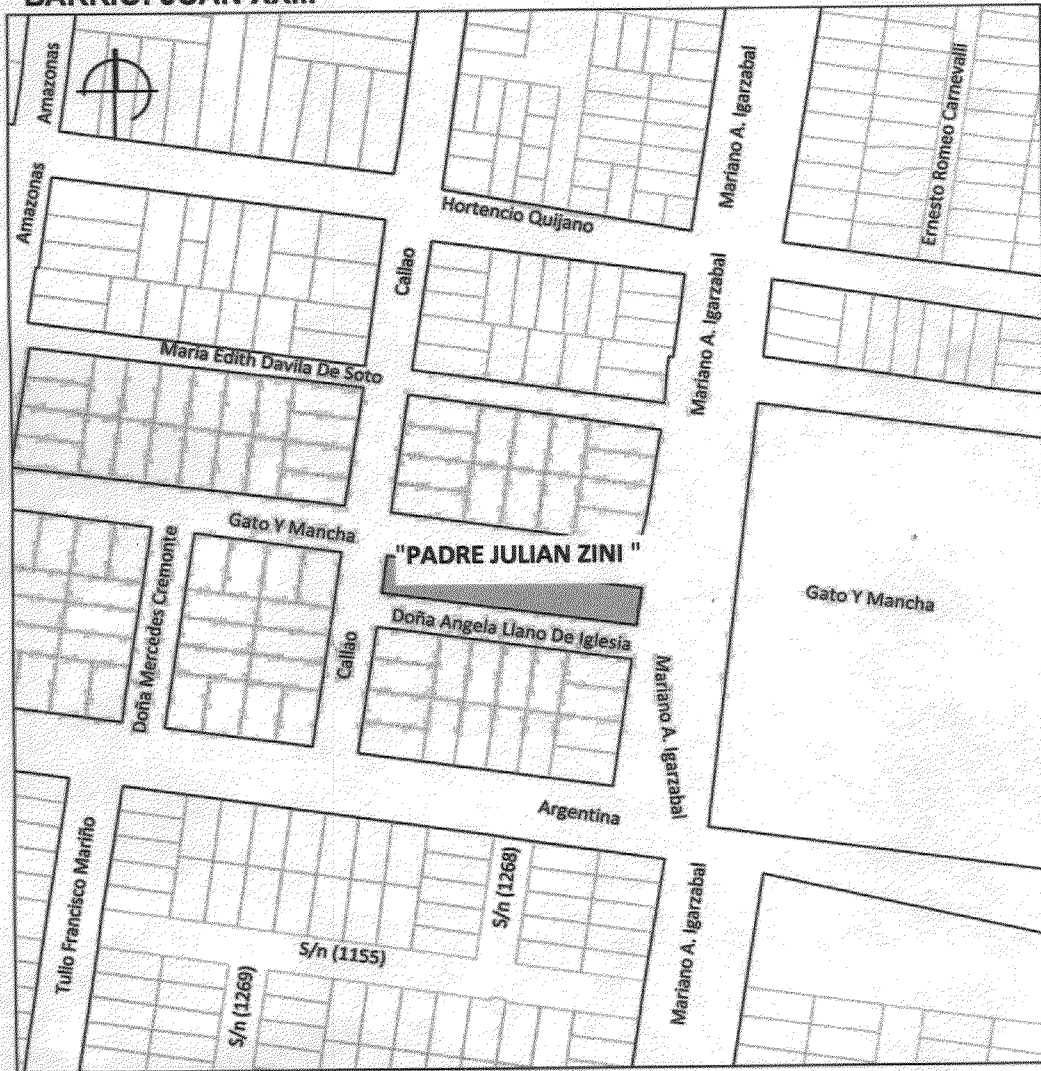 BARRIO: JUAN XXIII
Amazonas
Mariano A. Igarzabal
Ernesto Romeo Carnevalli
Amazonas
Hortencio Quijano
Callao
Mariano A. Igarzabal
Maria Edith Davila De Soto
Gato Y Mancha
"PADRE JULIAN ZINI "
Gato Y Mancha
Doña Mercedes Cremonte
Doña Angela Llano De Iglesia
Callao
Mariano A. Igarzabal
Argentina
Tulio Francisco Mariño
S/n (1268)
Mariano A. Igarzabal
S/n (1155)
S/n (1269)